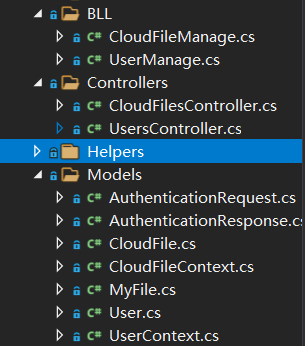 BLL
C# CloudFileManage.cs
C# UserManage.cs
Controllers
C# CloudFilesController.cs
C# UsersController.cs
Helpers
Models
C# AuthenticationRequest.cs
C# AuthenticationResponse.cs
C# CloudFile.cs
C# CloudFileContext.cs
C# MyFile.cs
C# User.cs
C# UserContext.cs